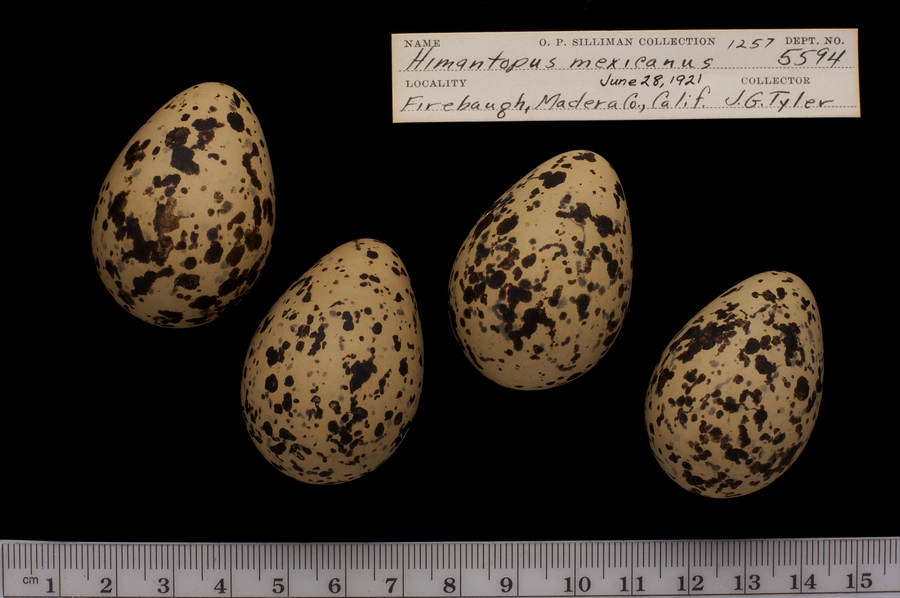 NAME O. P. SILLIMAN COLLECTION 1257 DEPT. NO.
Himantopus mexicanus 5594
LOCALITY June 28, 1921 COLLECTOR
Firebaugh, Madera Co., Calif. J.G. Tyler
cm 1 2 3 4 5 6 7 8 9 10 11 12 13 14 15